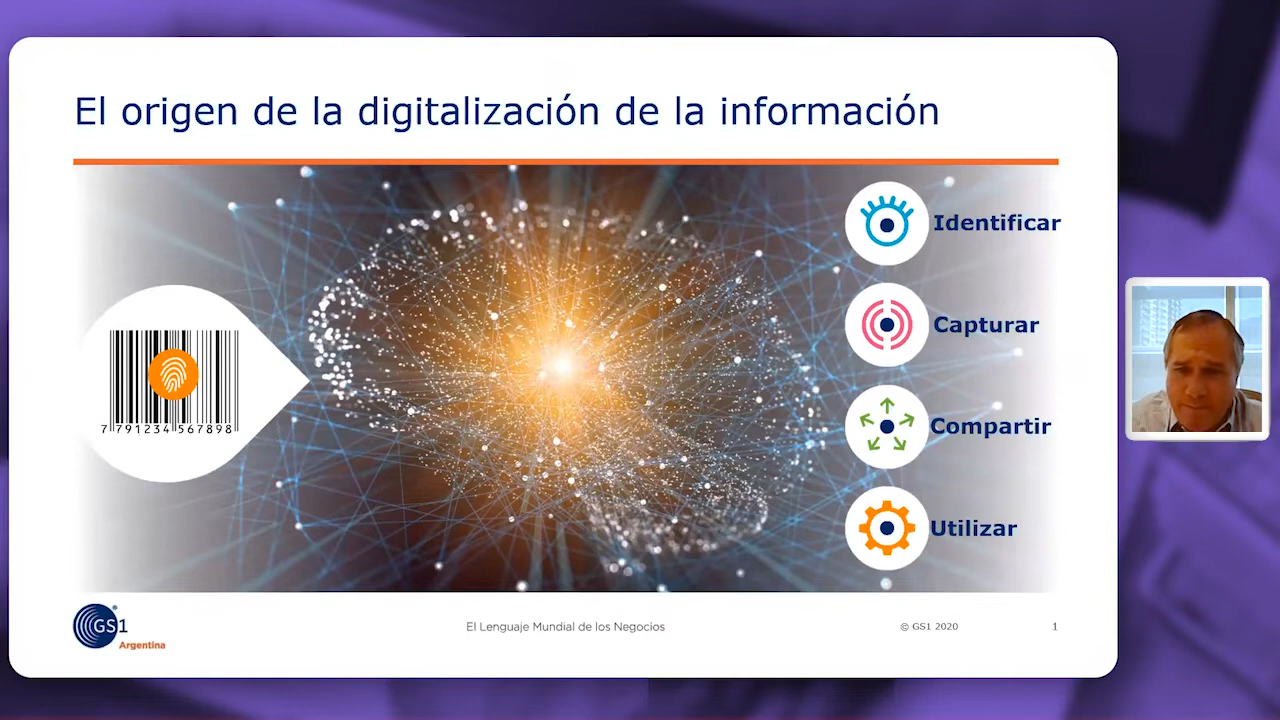 El origen de la digitalización de la información
Identificar
Capturar
Compartir
Utilizar
7 791234 567898
GS1
Argentina
El Lenguaje Mundial de los Negocios
© GS1 2020
1